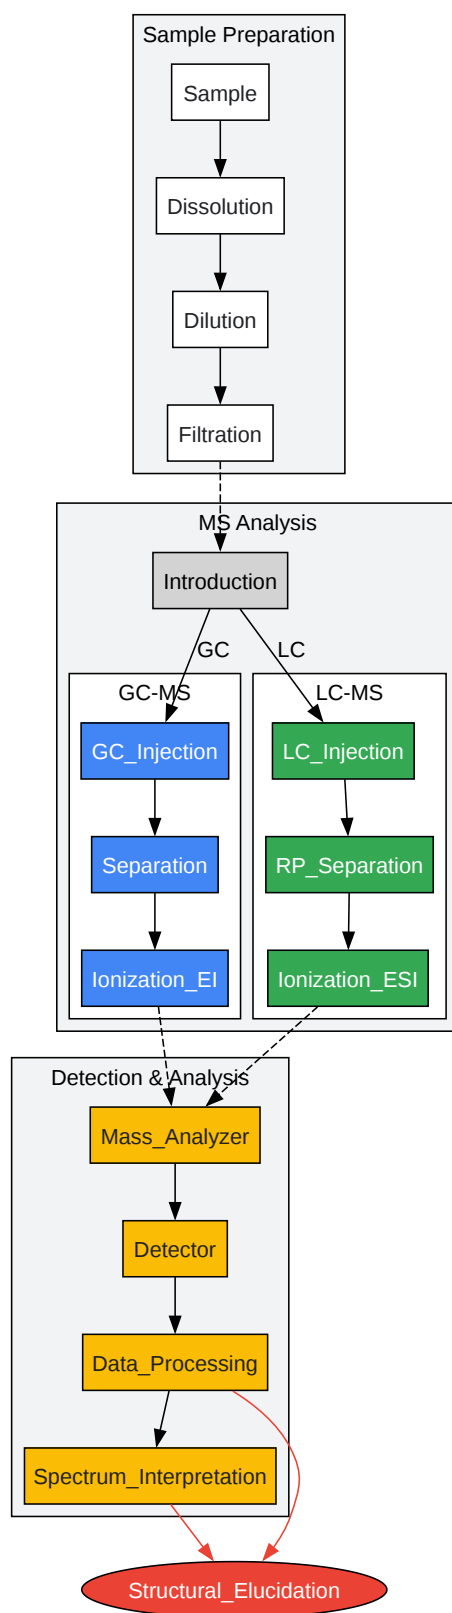 Sample Preparation
Sample
Dissolution
Dilution
Filtration
MS Analysis
Introduction
GC
LC
GC-MS
LC-MS
GC_Injection
LC_Injection
Separation
RP_Separation
Ionization_EI
Ionization_ESI
Detection & Analysis
Mass_Analyzer
Detector
Data_Processing
Spectrum_Interpretation
Structural_Elucidation